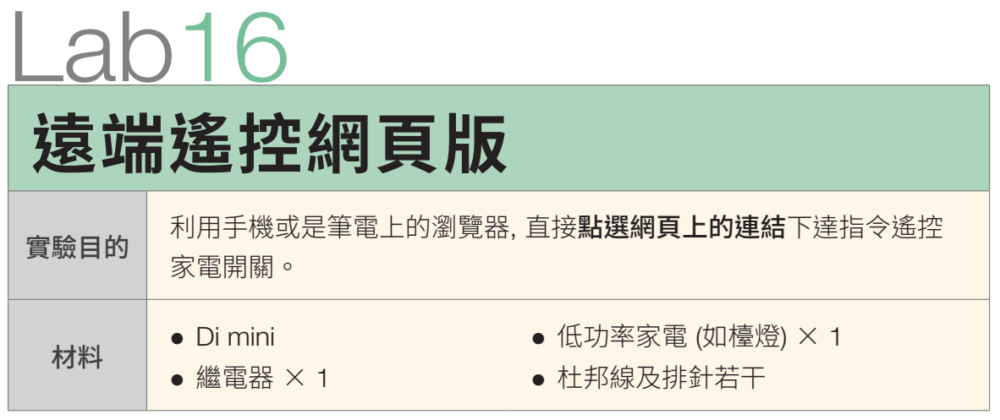 Lab16
遠端遙控網頁版
實驗目的
利用手機或是筆電上的瀏覽器, 直接點選網頁上的連結下達指令遙控
家電開關。
材料
● Di mini
● 繼電器 × 1
● 低功率家電 (如檯燈) × 1
● 杜邦線及排針若干